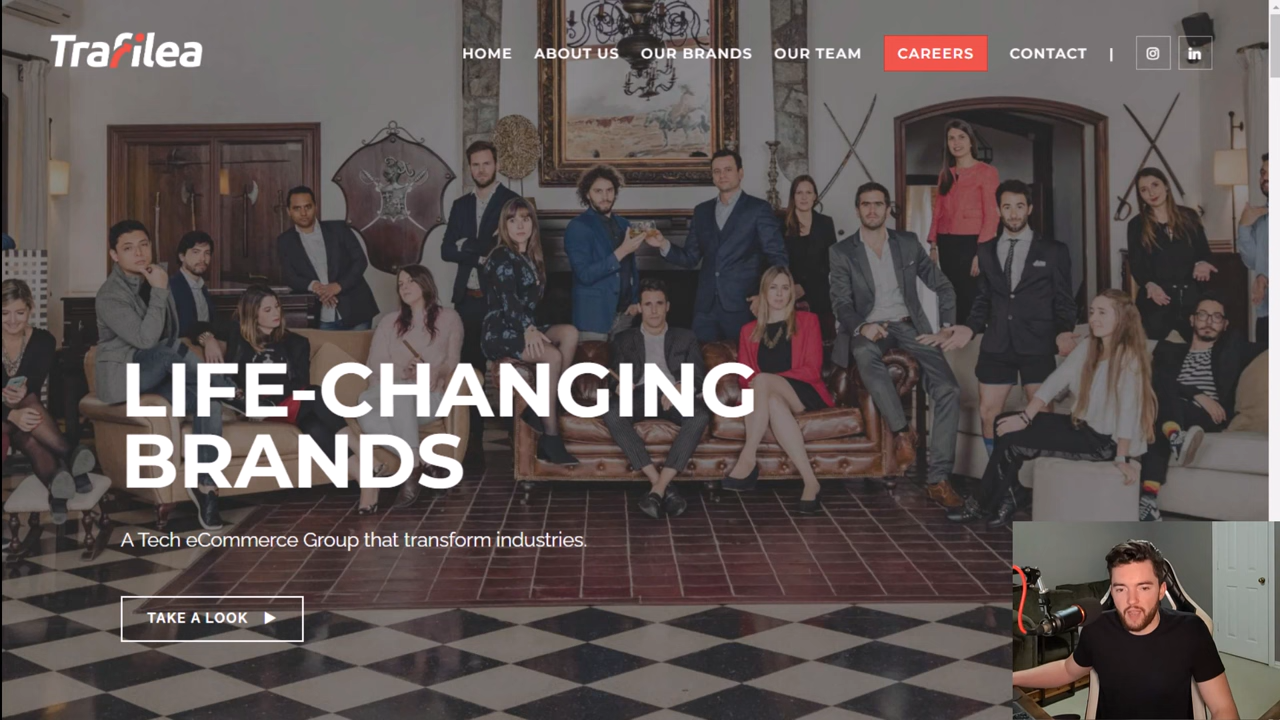 Trafilea
HOME ABOUT US OUR BRANDS OUR TEAM CAREERS CONTACT |
in
LIFE-CHANGING
BRANDS
A Tech eCommerce Group that transform industries.
TAKE A LOOK